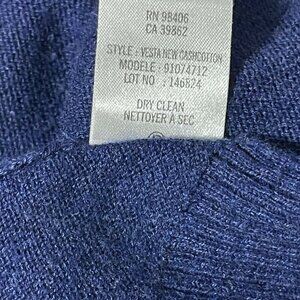 RN 98406
CA 39862
STYLE : VESTA NEW CASHCOTTON
MODELE : 91074712
LOT NO : 146824
DRY CLEAN
NETTOYER A SEC